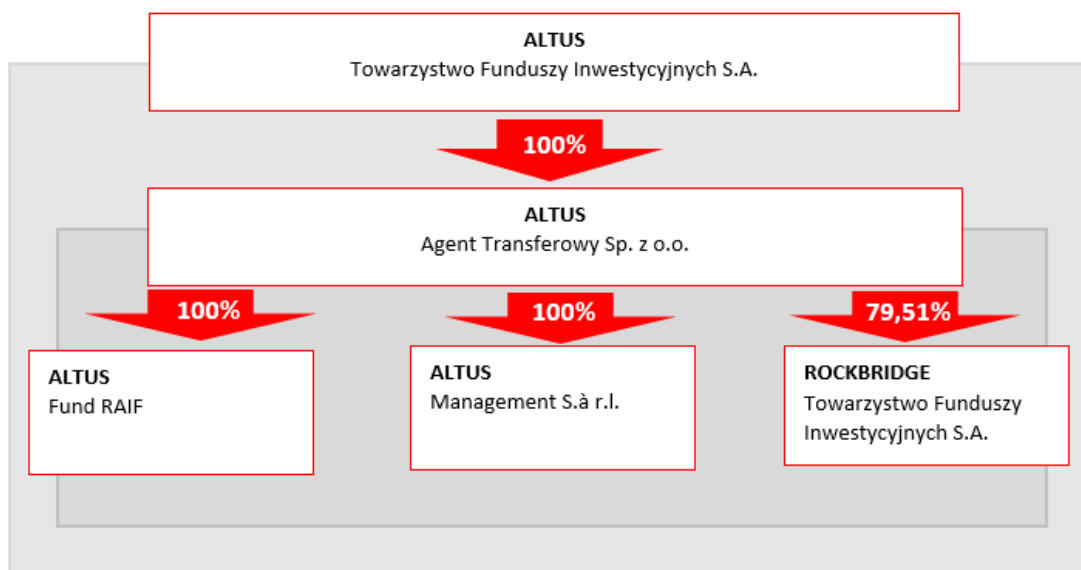 ALTUS
Towarzystwo Funduszy Inwestycyjnych S.A.
100%
ALTUS
Agent Transferowy Sp. z o.o.
100%
100%
79,51%
ALTUS
Fund RAIF
ALTUS
Management S.à r.l.
ROCKBRIDGE
Towarzystwo Funduszy
Inwestycyjnych S.A.